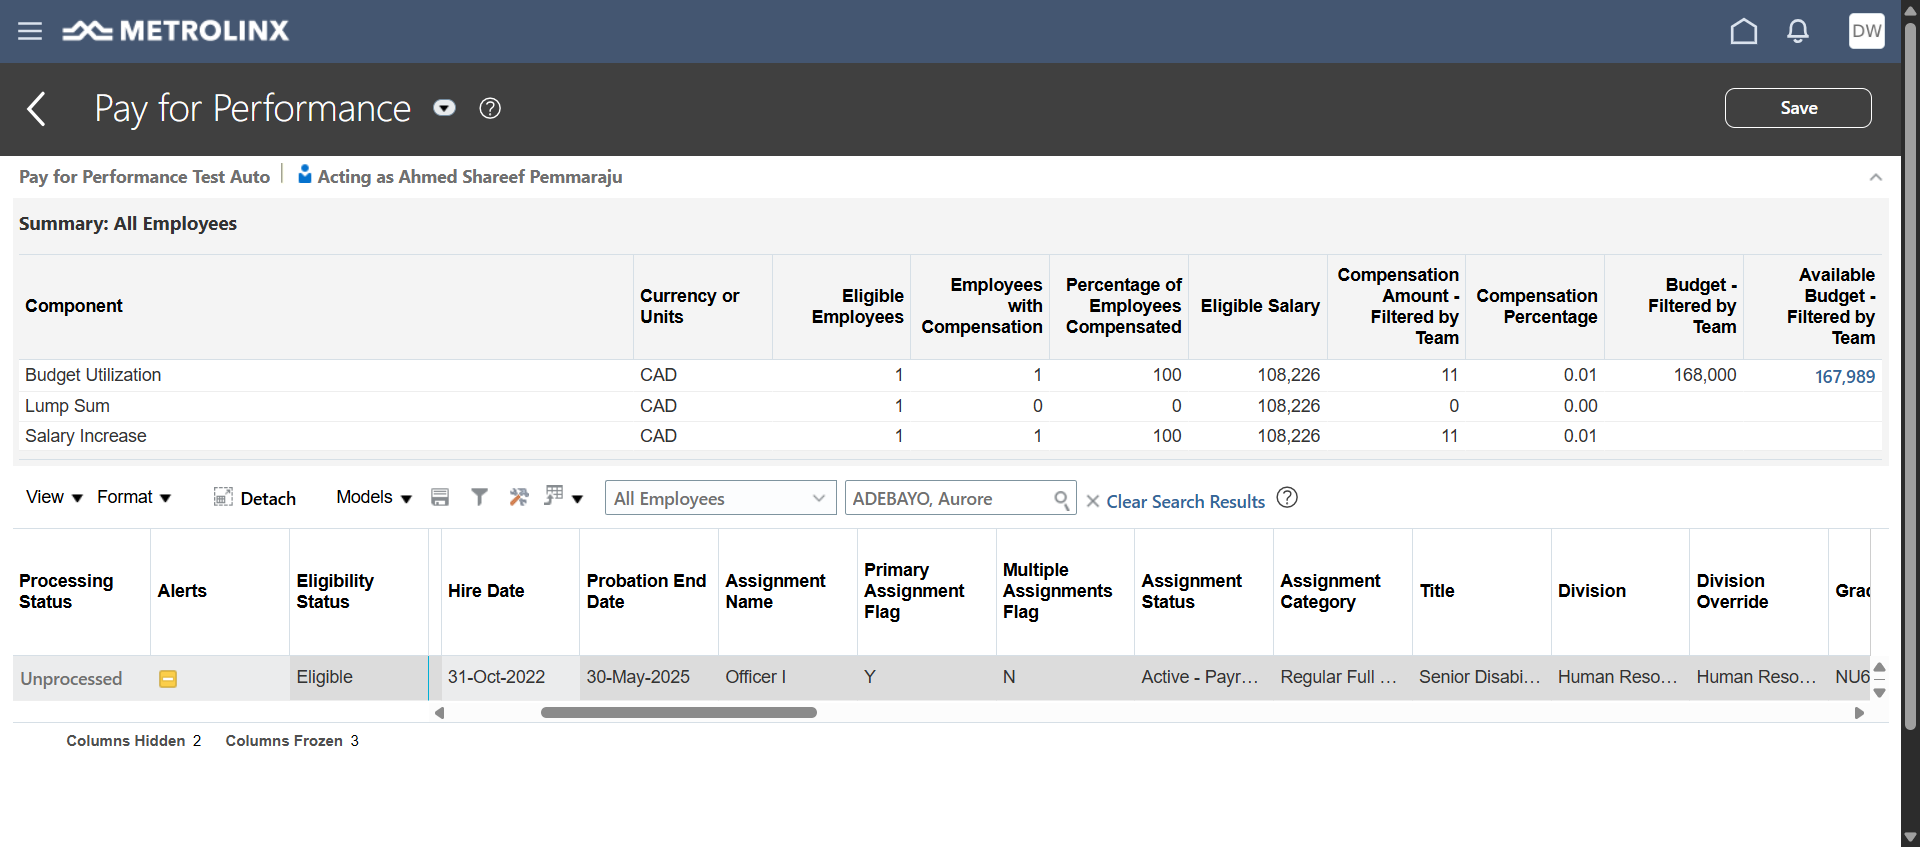 METROLINX
DW
Pay for Performance
Save
Pay for Performance Test Auto
Acting as Ahmed Shareef Pemmaraju
Summary: All Employees
Component
Currency or
Units
Eligible
Employees
Employees
with
Compensation
Percentage of
Employees
Compensated
Eligible Salary
Compensation
Amount -
Filtered by
Team
Compensation
Percentage
Budget -
Filtered by
Team
Available
Budget -
Filtered by
Team
Budget Utilization CAD 1 1 100 108,226 11 0.01 168,000 167,989
Lump Sum CAD 1 0 0 108,226 0 0.00
Salary Increase CAD 1 1 100 108,226 11 0.01
View Format Detach Models All Employees ADEBAYO, Aurore Clear Search Results
Processing
Status
Alerts
Eligibility
Status
Hire Date
Probation End
Date
Assignment
Name
Primary
Assignment
Flag
Multiple
Assignments
Flag
Assignment
Status
Assignment
Category
Title
Division
Division
Override
Grac
Unprocessed Eligible 31-Oct-2022 30-May-2025 Officer I Y N Active - Payr... Regular Full ... Senior Disabi... Human Reso... Human Reso... NU6
Columns Hidden 2 Columns Frozen 3